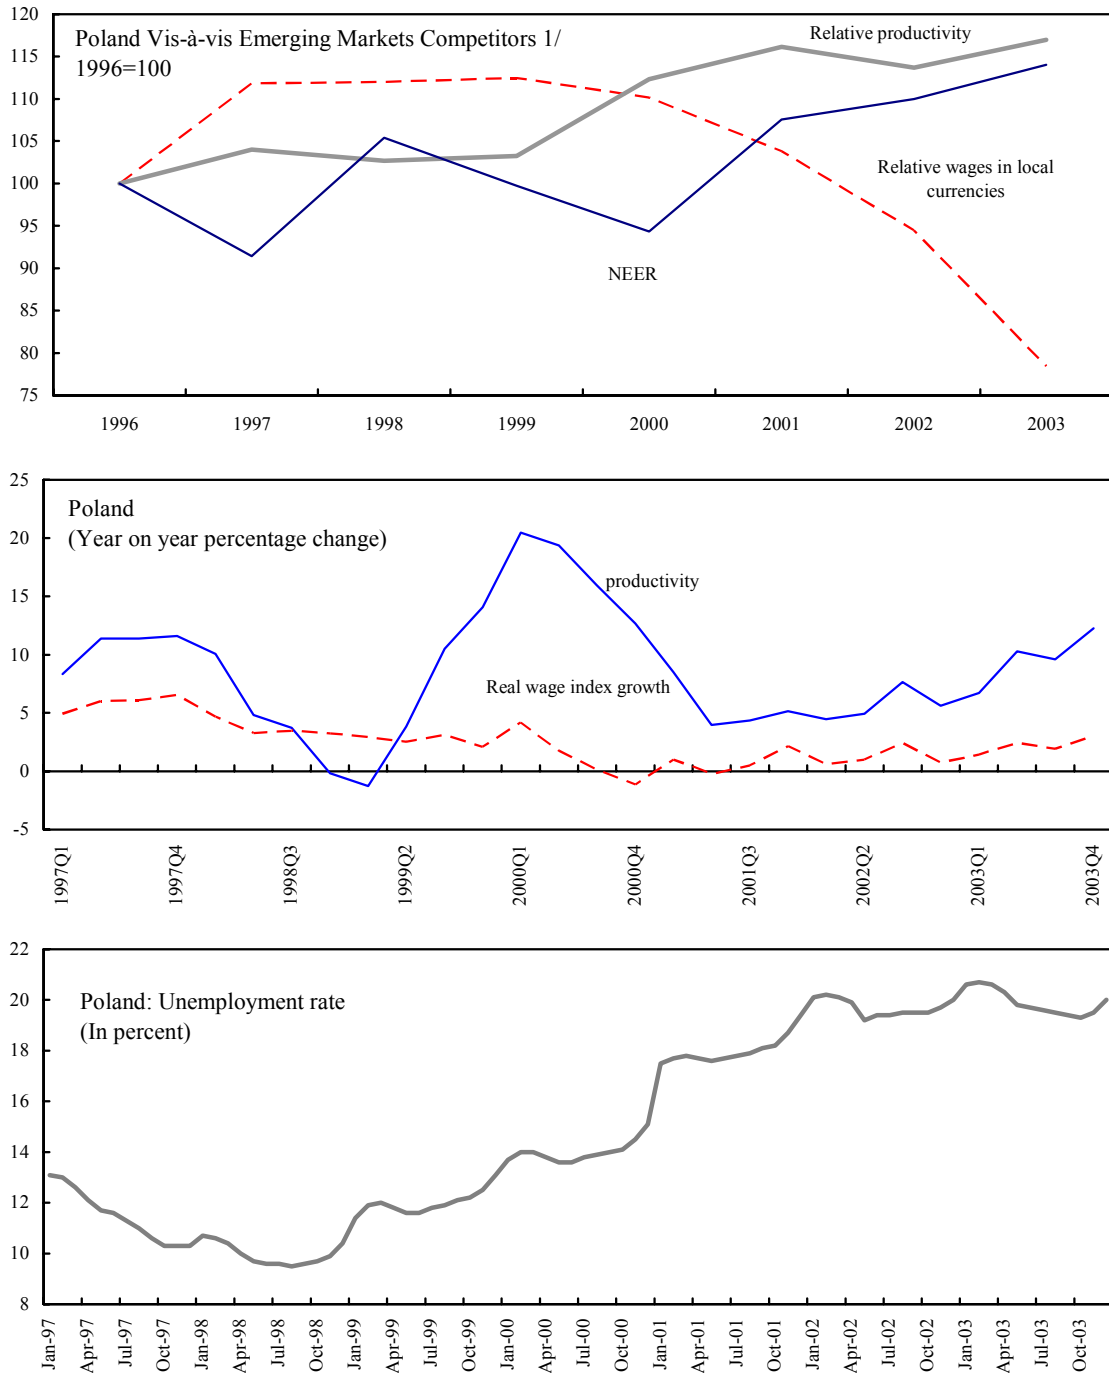 120
115
110
105
100
95
90
85
80
75
Poland Vis-à-vis Emerging Markets Competitors 1/
1996=100
Relative productivity
Relative wages in local
currencies
NEER
1996 1997 1998 1999 2000 2001 2002 2003
25
20
15
10
5
0
-5
Poland
(Year on year percentage change)
productivity
Real wage index growth
1997Q1 1997Q4 1998Q3 1999Q2 2000Q1 2000Q4 2001Q3 2002Q2 2003Q1 2003Q4
22
20
18
16
14
12
10
8
Poland: Unemployment rate
(In percent)
Jan-97 Apr-97 Jul-97 Oct-97 Jan-98 Apr-98 Jul-98 Oct-98 Jan-99 Apr-99 Jul-99 Oct-99 Jan-00 Apr-00 Jul-00 Oct-00 Jan-01 Apr-01 Jul-01 Oct-01 Jan-02 Apr-02 Jul-02 Oct-02 Jan-03 Apr-03 Jul-03 Oct-03